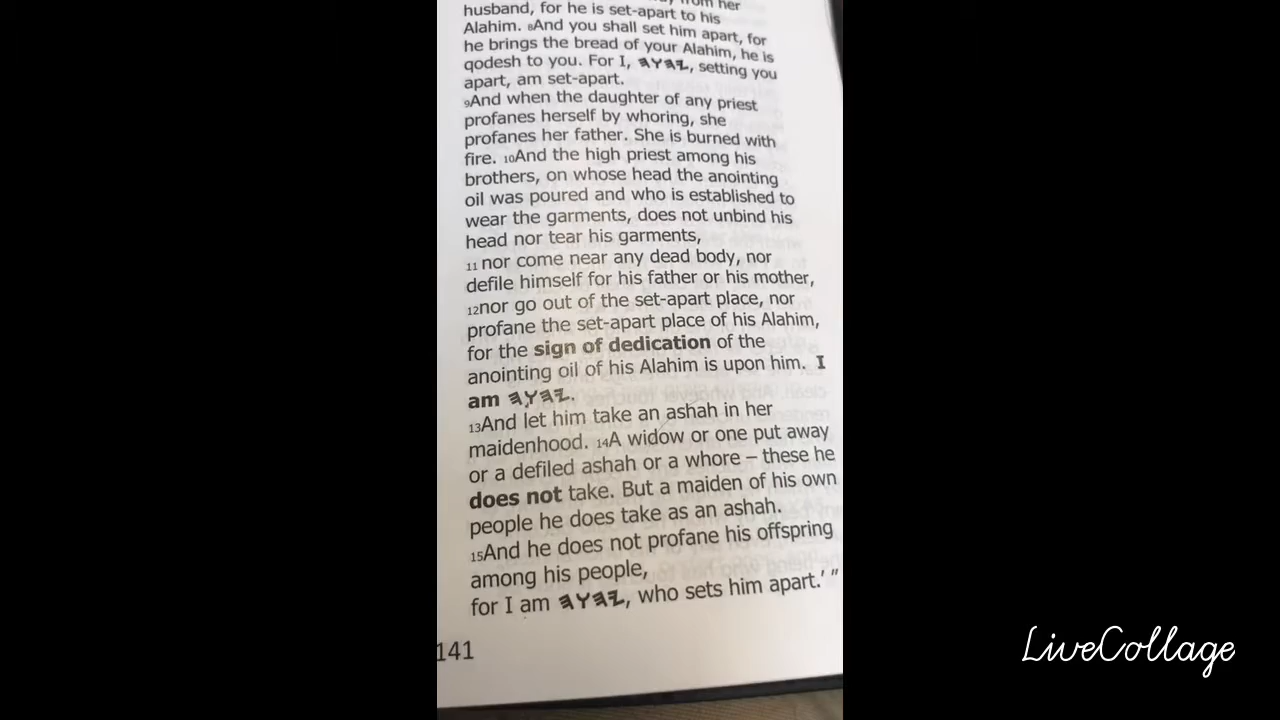 from her
husband, for he is set-apart to his
Alahim. 8And you shall set him apart, for
he brings the bread of your Alahim, he is
qodesh to you. For I, 𐤉𐤄𐤅𐤄, setting you
apart, am set-apart.
9And when the daughter of any priest
profanes herself by whoring, she
profanes her father. She is burned with
fire. 10And the high priest among his
brothers, on whose head the anointing
oil was poured and who is established to
wear the garments, does not unbind his
head nor tear his garments,
11 nor come near any dead body, nor
defile himself for his father or his mother,
12nor go out of the set-apart place, nor
profane the set-apart place of his Alahim,
for the sign of dedication of the
anointing oil of his Alahim is upon him. I
am 𐤉𐤄𐤅𐤄.
13And let him take an ashah in her
maidenhood. 14A widow or one put away
or a defiled ashah or a whore – these he
does not take. But a maiden of his own
people he does take as an ashah.
15And he does not profane his offspring
among his people,
for I am 𐤉𐤄𐤅𐤄, who sets him apart.' ”
141
LiveCollage